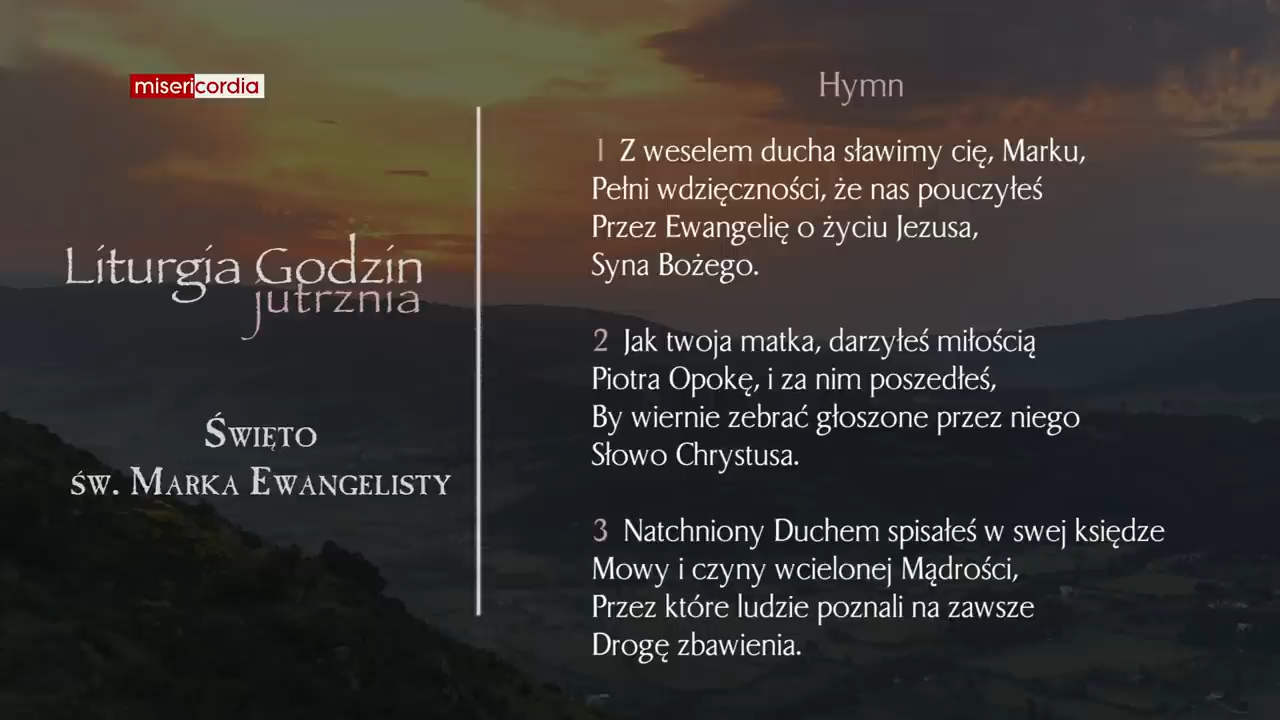 misericordia
Liturgia Godzin
jutrznia
Święto
św. Marka Ewangelisty
Hymn
1 Z weselem ducha sławimy cię, Marku,
Pełni wdzięczności, że nas pouczyłeś
Przez Ewangelię o życiu Jezusa,
Syna Bożego.
2 Jak twoja matka, darzyłeś miłością
Piotra Opokę, i za nim poszedłeś,
By wiernie zebrać głoszone przez niego
Słowo Chrystusa.
3 Natchniony Duchem spisałeś w swej księdze
Mowy i czyny wcielonej Mądrości,
Przez które ludzie poznali na zawsze
Drogę zbawienia.